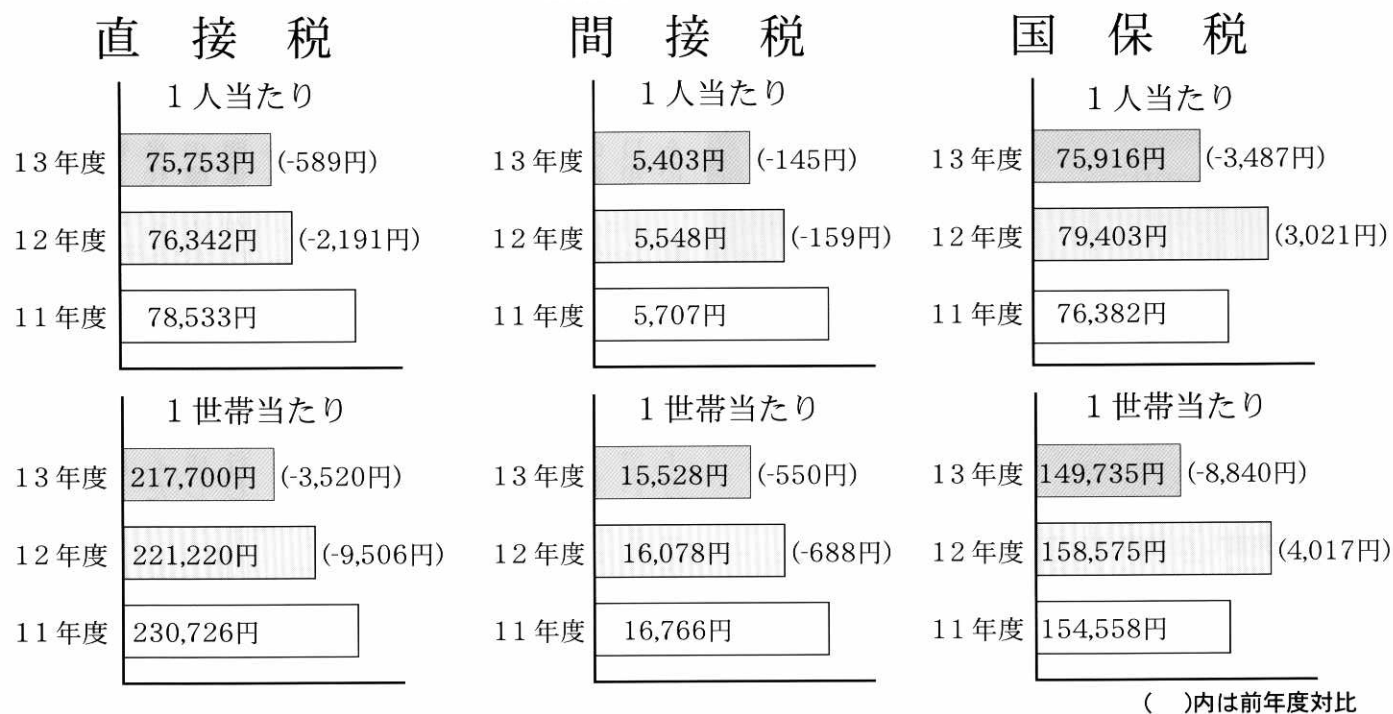 直接税
1人当たり
13年度 75,753円 (-589円)
12年度 76,342円 (-2,191円)
11年度 78,533円
1世帯当たり
13年度 217,700円 (-3,520円)
12年度 221,220円 (-9,506円)
11年度 230,726円
間接税
1人当たり
13年度 5,403円 (-145円)
12年度 5,548円 (-159円)
11年度 5,707円
1世帯当たり
13年度 15,528円 (-550円)
12年度 16,078円 (-688円)
11年度 16,766円
国保税
1人当たり
13年度 75,916円 (-3,487円)
12年度 79,403円 (3,021円)
11年度 76,382円
1世帯当たり
13年度 149,735円 (-8,840円)
12年度 158,575円 (4,017円)
11年度 154,558円
(　)内は前年度対比